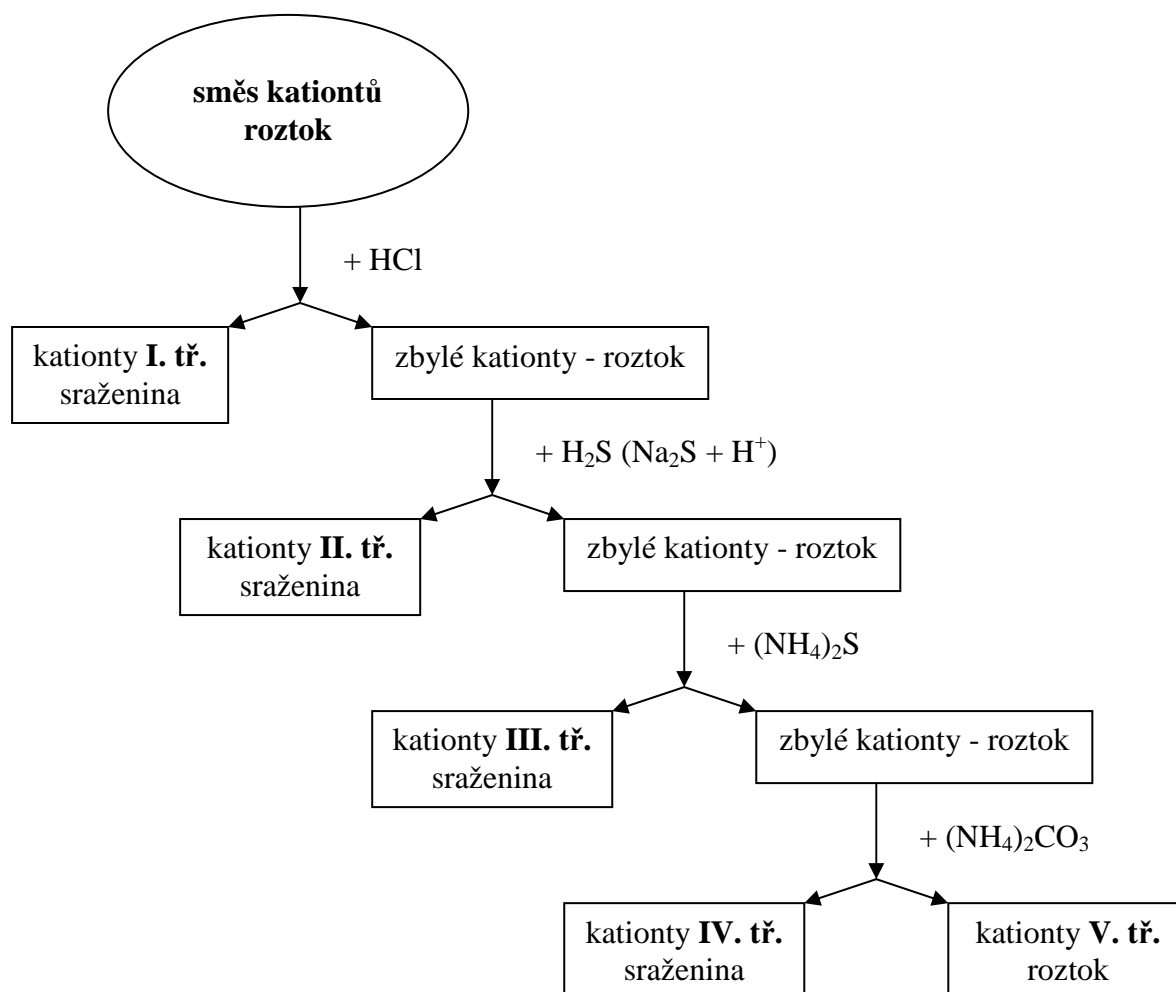 směs kationtů
roztok
+ HCl
kationty I. tř.
sraženina
zbylé kationty - roztok
+ H₂S (Na₂S + H⁺)
kationty II. tř.
sraženina
zbylé kationty - roztok
+ (NH₄)₂S
kationty III. tř.
sraženina
zbylé kationty - roztok
+ (NH₄)₂CO₃
kationty IV. tř.
sraženina
kationty V. tř.
roztok